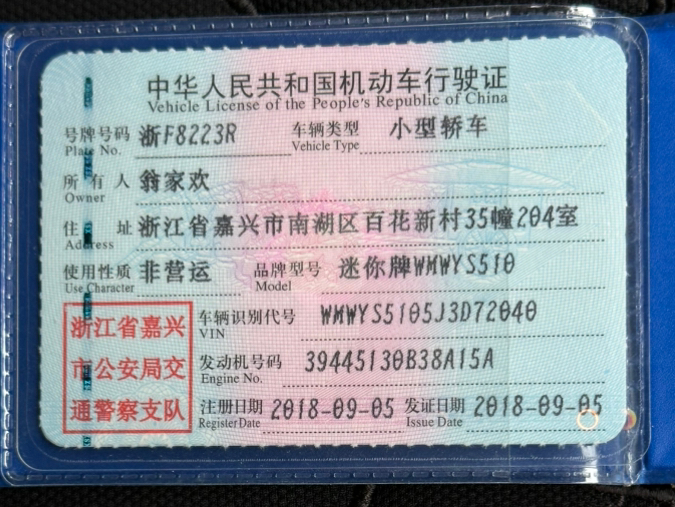 中华人民共和国机动车行驶证
Vehicle License of the People's Republic of China
号牌号码 浙F8223R 车辆类型 小型轿车
Plate No. Vehicle Type
所有人 翁家欢
Owner
住址 浙江省嘉兴市南湖区百花新村35幢204室
Address
使用性质 非营运 品牌型号 迷你牌WMWYS510
Use Character Model
浙江省嘉兴
市公安局交
通警察支队
车辆识别代号 WMWYS5105J3D72040
VIN
发动机号码 39445130B38A15A
Engine No.
注册日期 2018-09-05 发证日期 2018-09-05
Register Date Issue Date